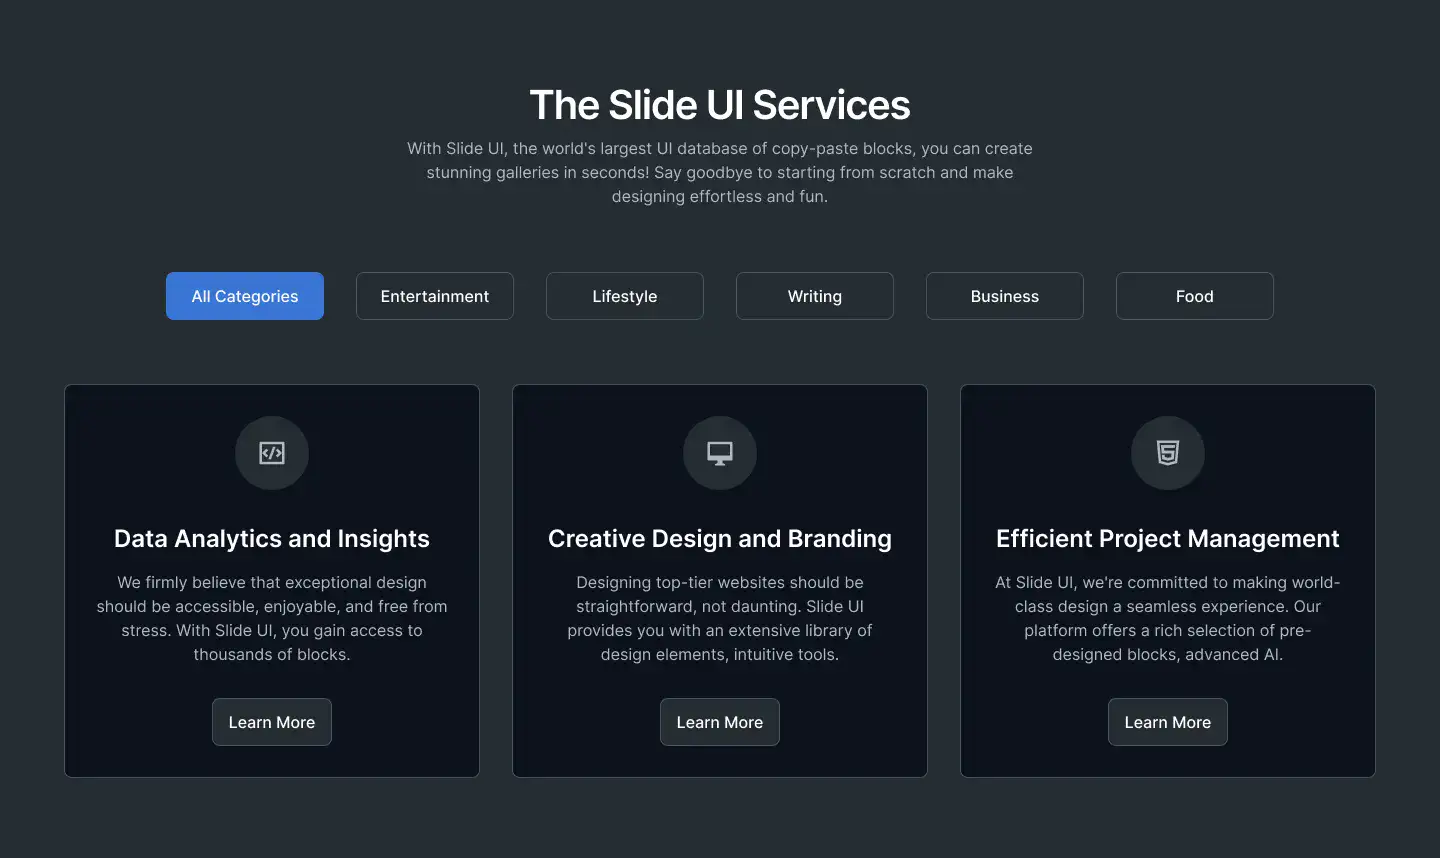 The Slide UI Services
With Slide UI, the world's largest UI database of copy-paste blocks, you can create
stunning galleries in seconds! Say goodbye to starting from scratch and make
designing effortless and fun.
All Categories
Entertainment
Lifestyle
Writing
Business
Food
Data Analytics and Insights
We firmly believe that exceptional design
should be accessible, enjoyable, and free from
stress. With Slide UI, you gain access to
thousands of blocks.
Learn More
Creative Design and Branding
Designing top-tier websites should be
straightforward, not daunting. Slide UI
provides you with an extensive library of
design elements, intuitive tools.
Learn More
Efficient Project Management
At Slide UI, we're committed to making world-
class design a seamless experience. Our
platform offers a rich selection of pre-
designed blocks, advanced AI.
Learn More